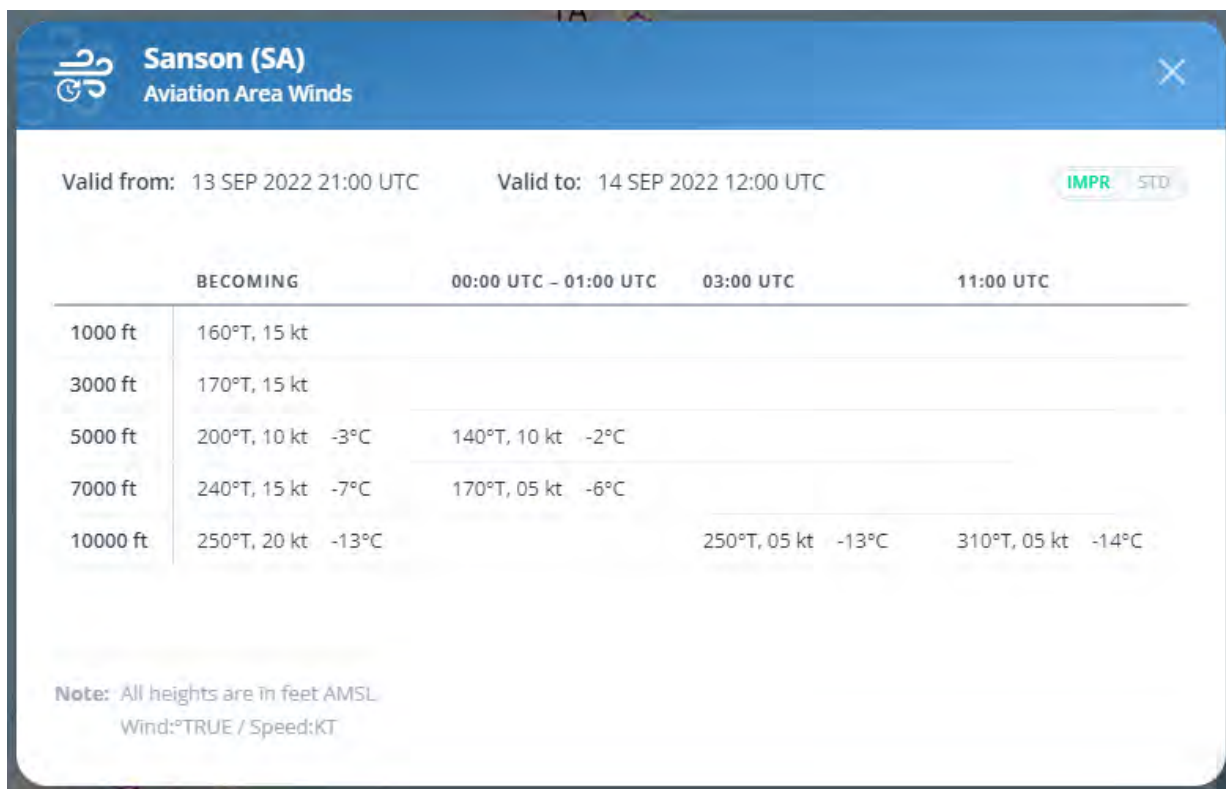 TA
Sanson (SA)
Aviation Area Winds
Valid from: 13 SEP 2022 21:00 UTC Valid to: 14 SEP 2022 12:00 UTC IMPR STD
BECOMING 00:00 UTC – 01:00 UTC 03:00 UTC 11:00 UTC
1000 ft 160°T, 15 kt
3000 ft 170°T, 15 kt
5000 ft 200°T, 10 kt -3°C 140°T, 10 kt -2°C
7000 ft 240°T, 15 kt -7°C 170°T, 05 kt -6°C
10000 ft 250°T, 20 kt -13°C 250°T, 05 kt -13°C 310°T, 05 kt -14°C
Note: All heights are in feet AMSL
Wind:°TRUE / Speed:KT